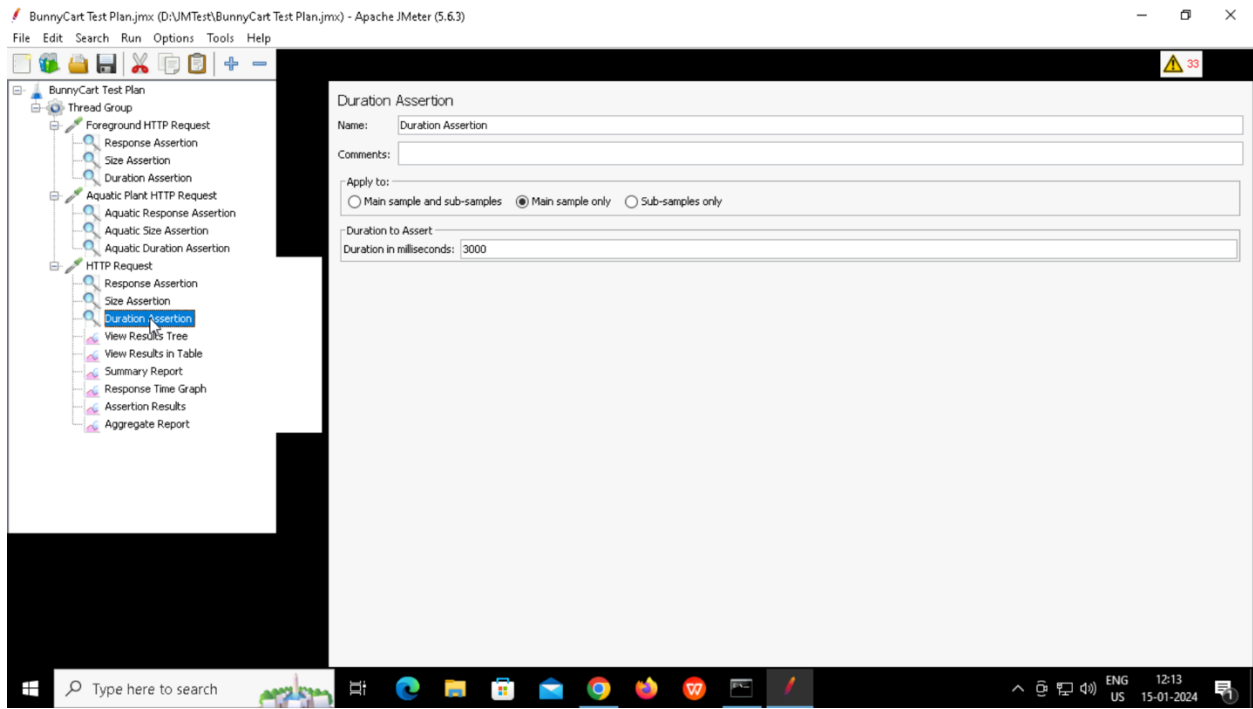 BunnyCart Test Plan.jmx (D:\JMTest\BunnyCart Test Plan.jmx) - Apache JMeter (5.6.3)
File Edit Search Run Options Tools Help
33
BunnyCart Test Plan
Thread Group
Foreground HTTP Request
Response Assertion
Size Assertion
Duration Assertion
Aquatic Plant HTTP Request
Aquatic Response Assertion
Aquatic Size Assertion
Aquatic Duration Assertion
HTTP Request
Response Assertion
Size Assertion
Duration Assertion
View Results Tree
View Results in Table
Summary Report
Response Time Graph
Assertion Results
Aggregate Report
Duration Assertion
Name: Duration Assertion
Comments:
Apply to:
Main sample and sub-samples Main sample only Sub-samples only
Duration to Assert
Duration in milliseconds: 3000
Type here to search
ENG
US
12:13
15-01-2024
1